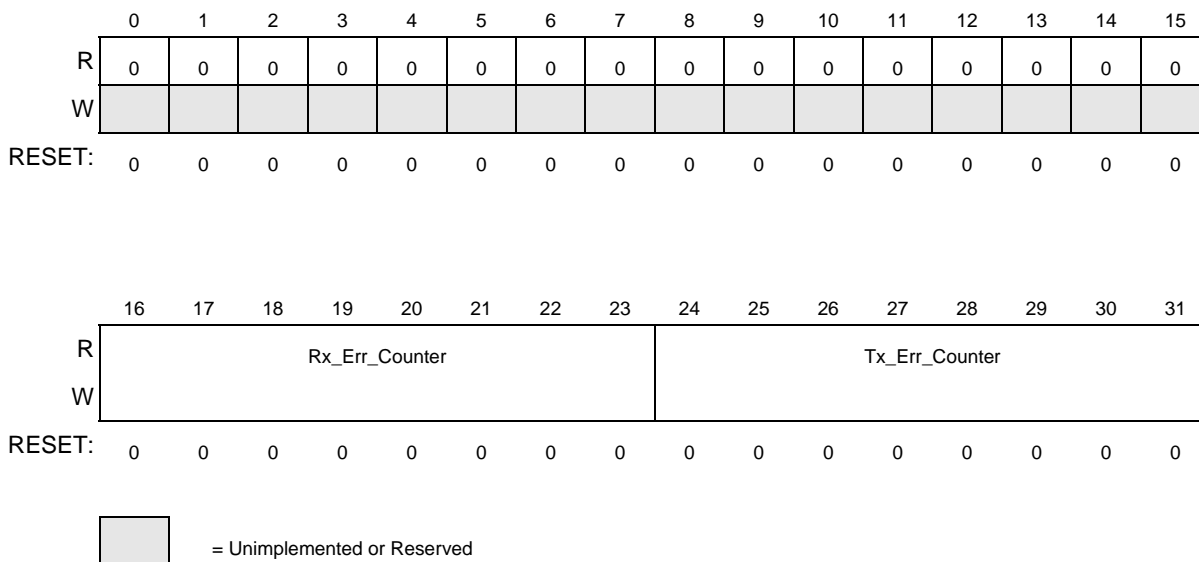 0 1 2 3 4 5 6 7 8 9 10 11 12 13 14 15
R 0 0 0 0 0 0 0 0 0 0 0 0 0 0 0 0
W
RESET: 0 0 0 0 0 0 0 0 0 0 0 0 0 0 0 0
16 17 18 19 20 21 22 23 24 25 26 27 28 29 30 31
R Rx_Err_Counter Tx_Err_Counter
W
RESET: 0 0 0 0 0 0 0 0 0 0 0 0 0 0 0 0
= Unimplemented or Reserved